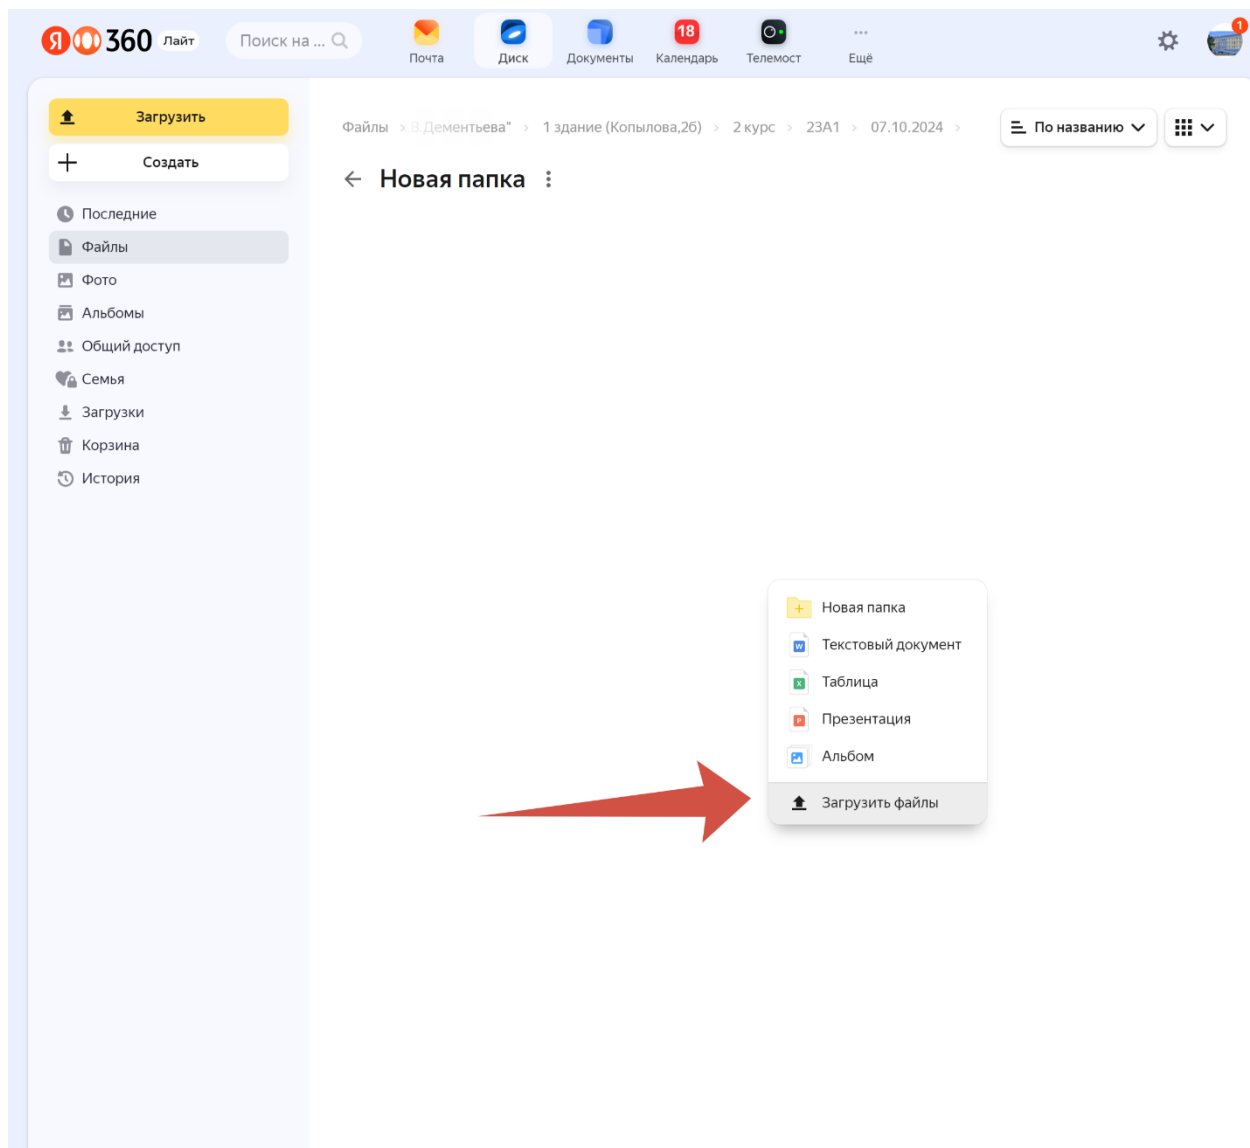 Я 360 Лайт
Поиск на ...
Почта
Диск
Документы
18
Календарь
Телемост
Ещё
1
Загрузить
Создать
Последние
Файлы
Фото
Альбомы
Общий доступ
Семья
Загрузки
Корзина
История
Файлы > В.Дементьева" > 1 здание (Копылова,2б) > 2 курс > 23А1 > 07.10.2024 >
По названию
← Новая папка
Новая папка
Текстовый документ
Таблица
Презентация
Альбом
Загрузить файлы